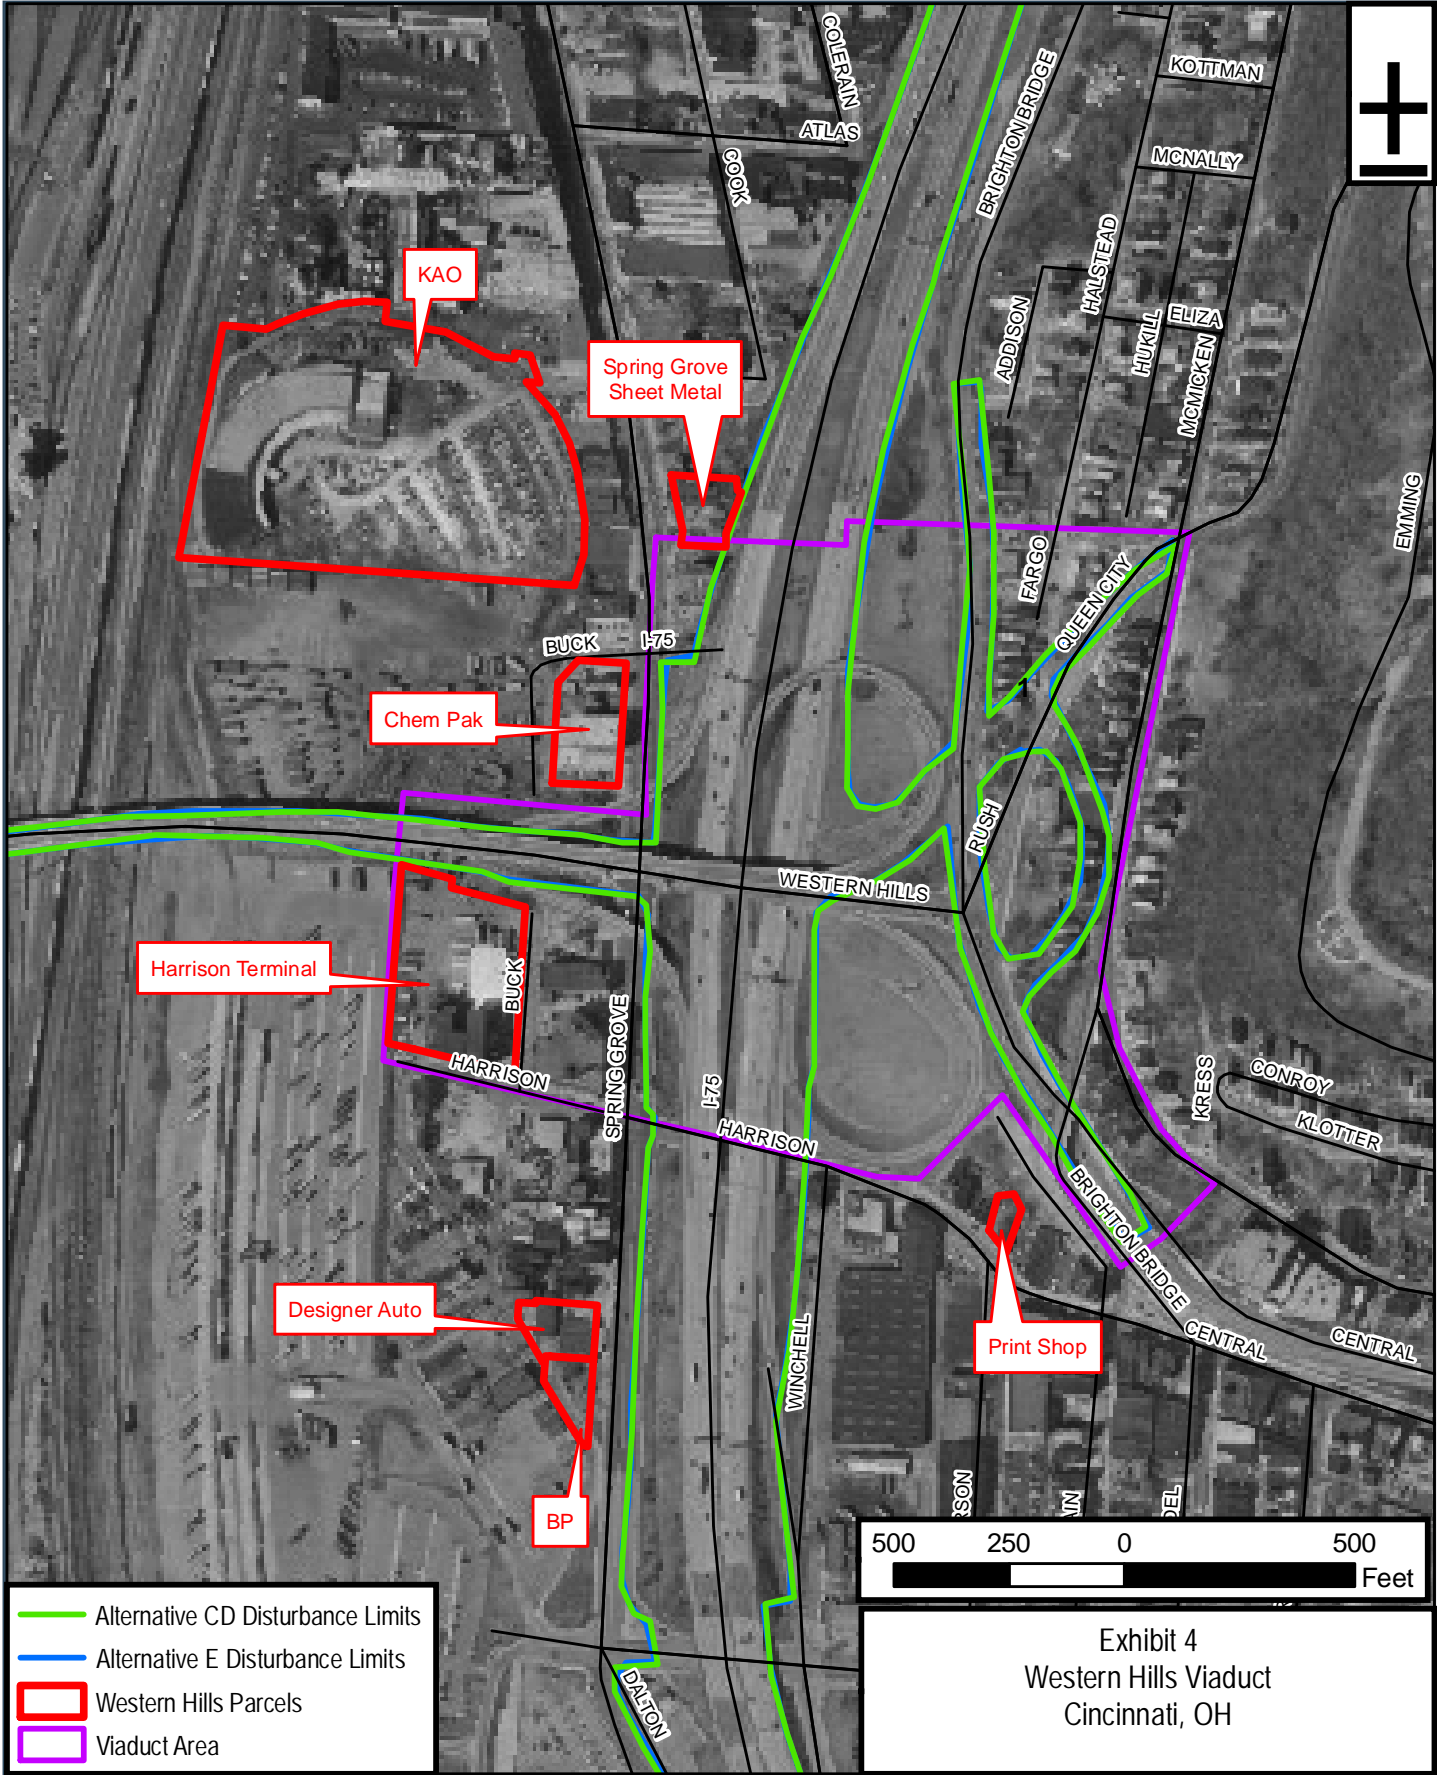 COLERAIN
KOTTMAN
BRIGHTON BRIDGE
ATLAS
MCNALLY
COOK
HALSTEAD
KAO
ADDISON
ELIZA
HUKILL
MCMICKEN
Spring Grove
Sheet Metal
EMMING
FARGO
QUEEN CITY
BUCK
I-75
Chem Pak
RUSH
WESTERN HILLS
Harrison Terminal
BUCK
SPRING GROVE
HARRISON
I-75
HARRISON
KRESS
CONROY
KLOTTER
BRIGHTON BRIDGE
Designer Auto
Print Shop
WINCHELL
CENTRAL
CENTRAL
BP
RSON
AIN
DEL
500 250 0 500
Feet
DALTON
Alternative CD Disturbance Limits
Alternative E Disturbance Limits
Western Hills Parcels
Viaduct Area
Exhibit 4
Western Hills Viaduct
Cincinnati, OH